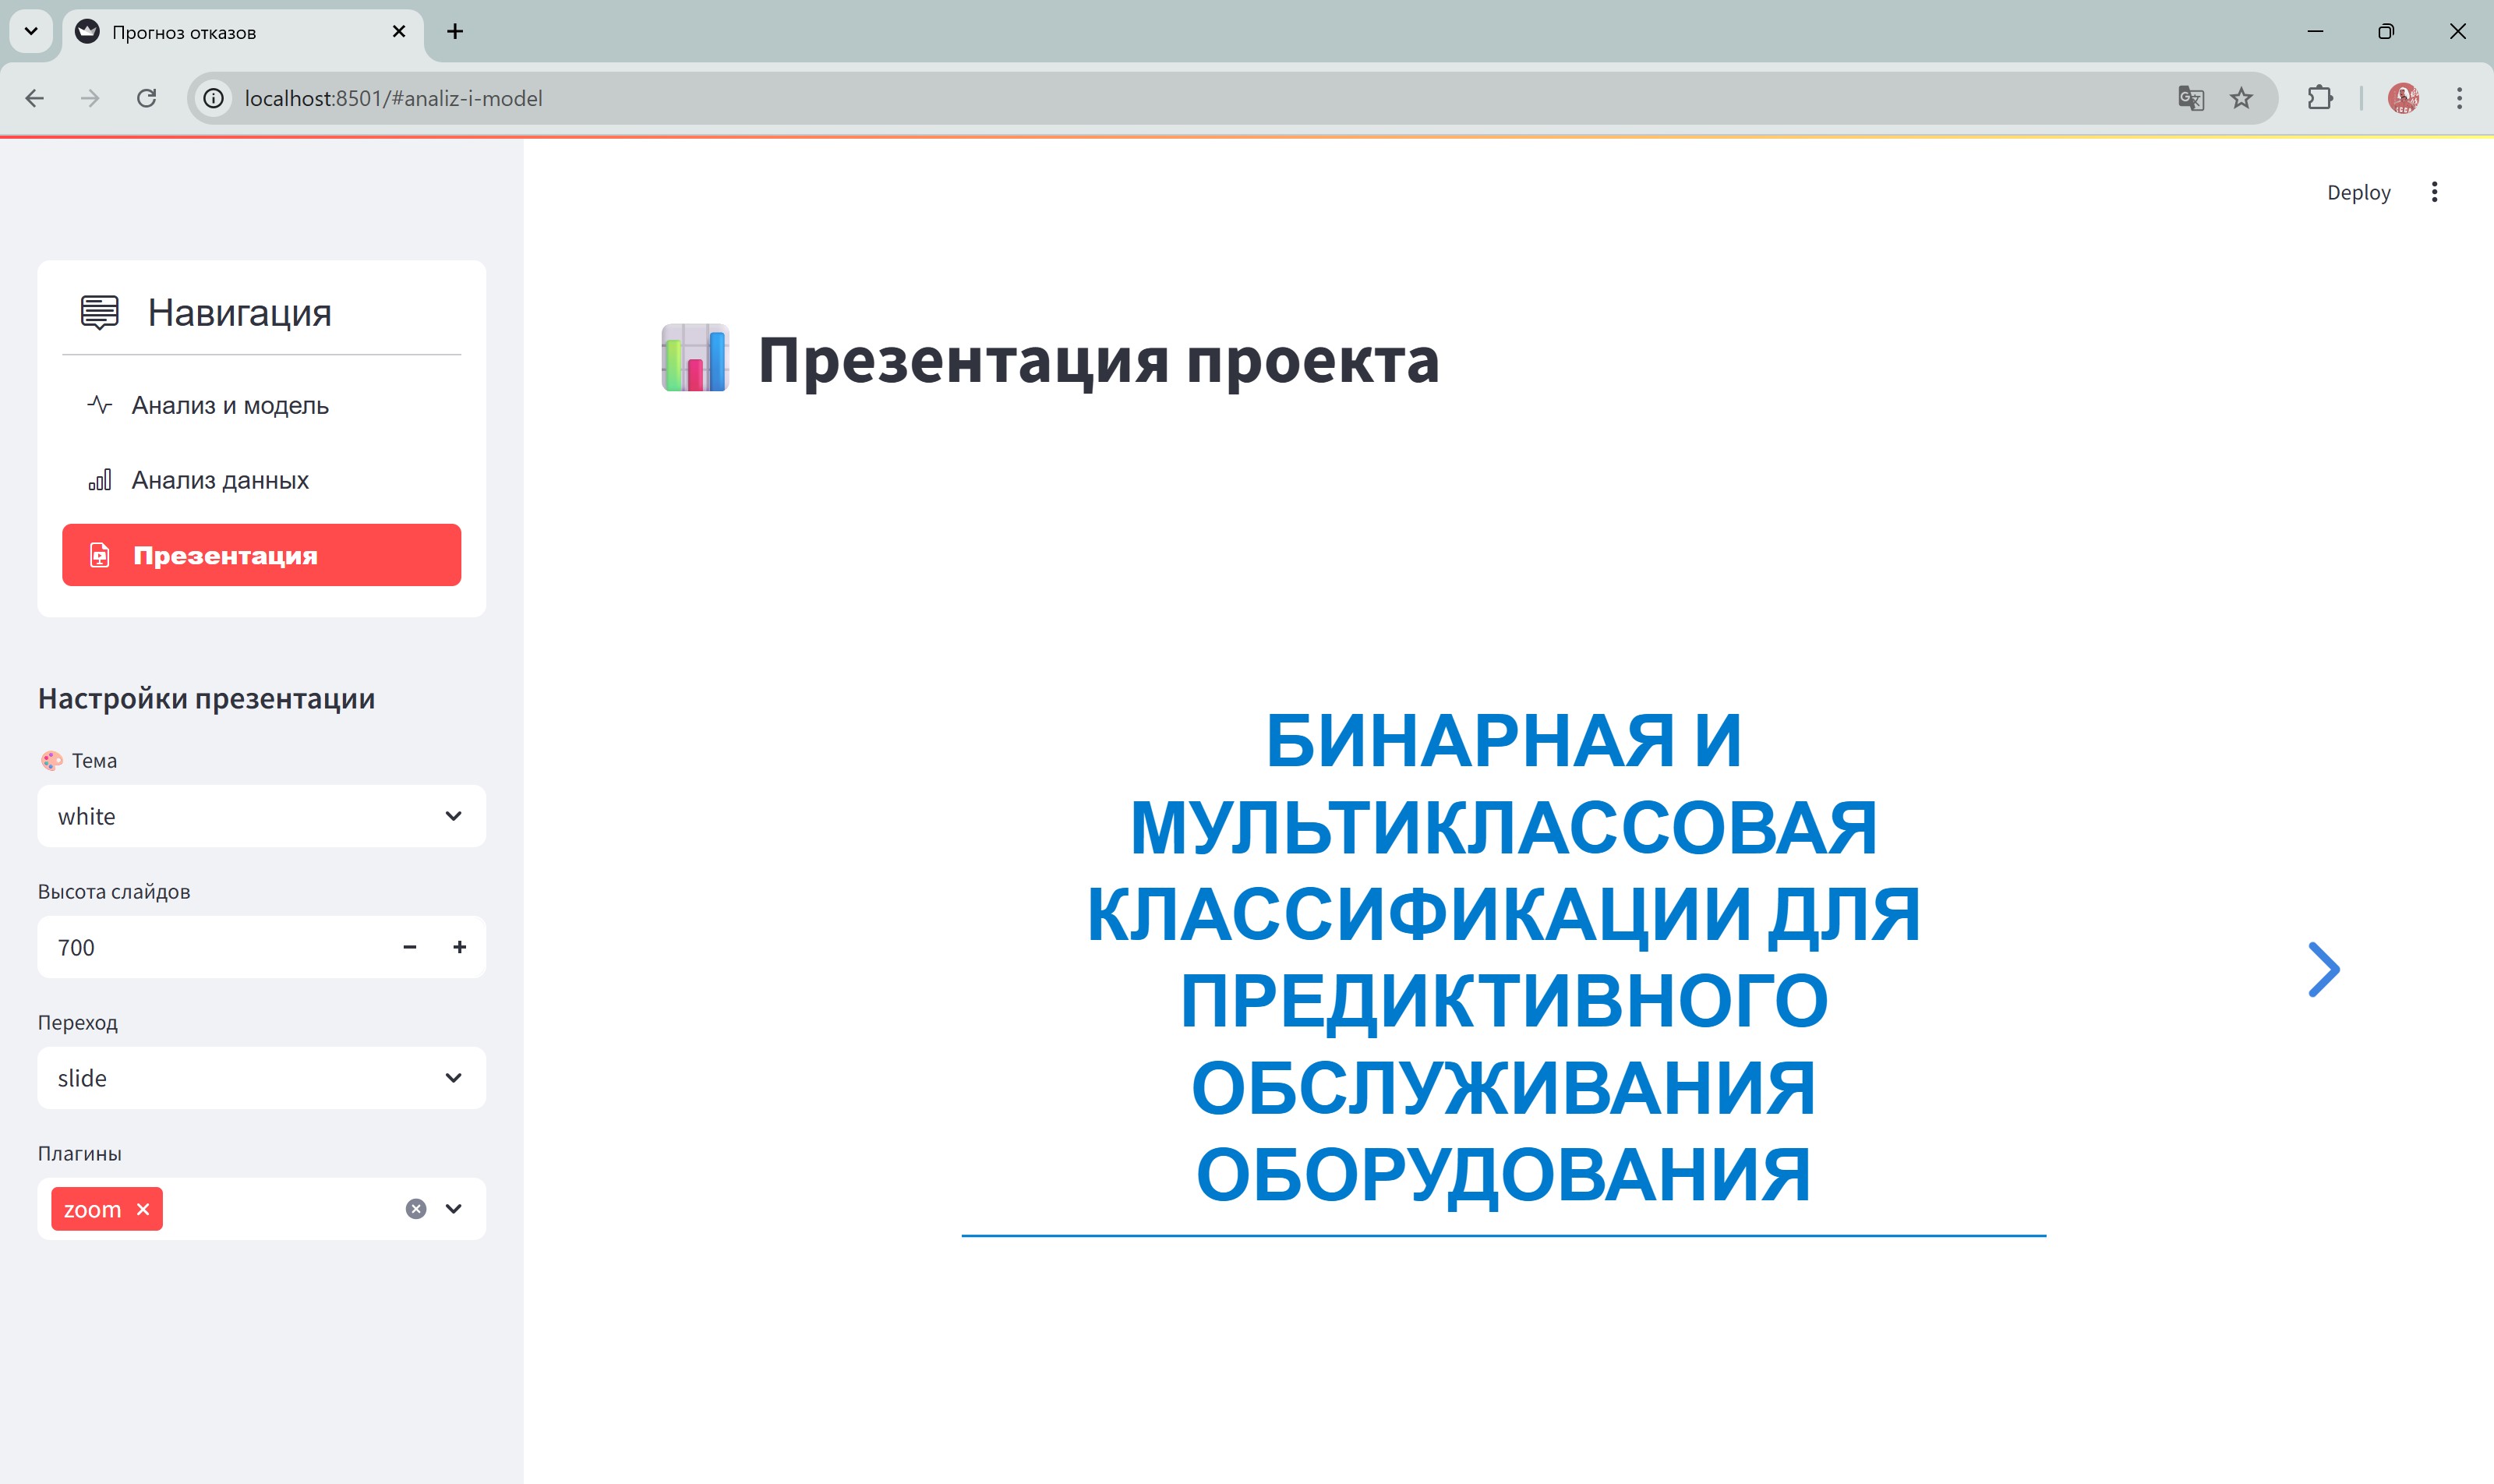 Прогноз отказов
localhost:8501/#analiz-i-model
Deploy
Навигация
Анализ и модель
Анализ данных
Презентация
Настройки презентации
Тема
white
Высота слайдов
700
Переход
slide
Плагины
zoom
Презентация проекта
БИНАРНАЯ И
МУЛЬТИКЛАССОВАЯ
КЛАССИФИКАЦИИ ДЛЯ
ПРЕДИКТИВНОГО
ОБСЛУЖИВАНИЯ
ОБОРУДОВАНИЯ